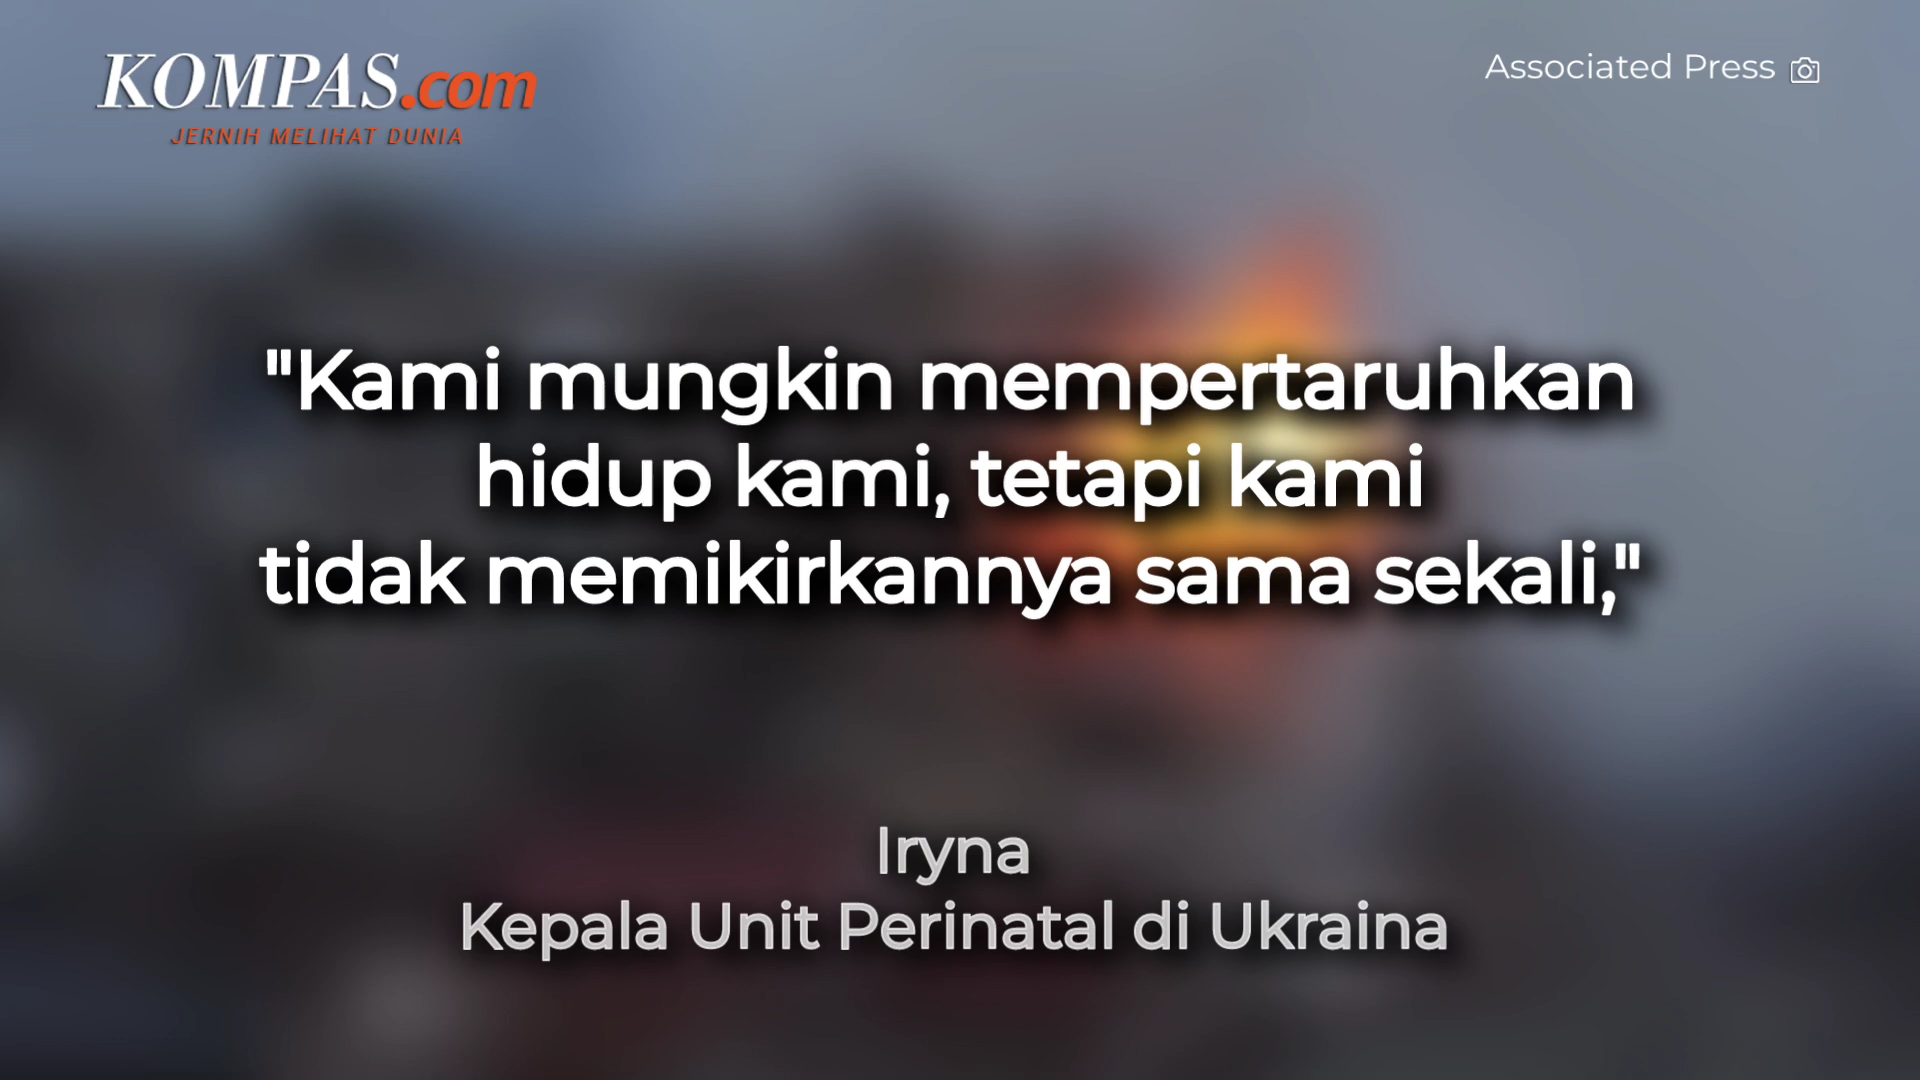 KOMPAS.com
JERNIH MELIHAT DUNIA
Associated Press
"Kami mungkin mempertaruhkan
hidup kami, tetapi kami
tidak memikirkannya sama sekali,"
Iryna
Kepala Unit Perinatal di Ukraina